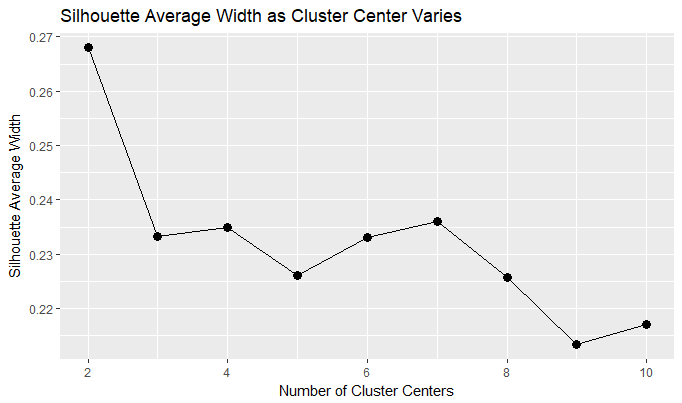 Silhouette Average Width as Cluster Center Varies
0.27
0.26
0.25
0.24
0.23
0.22
Silhouette Average Width
2 4 6 8 10
Number of Cluster Centers